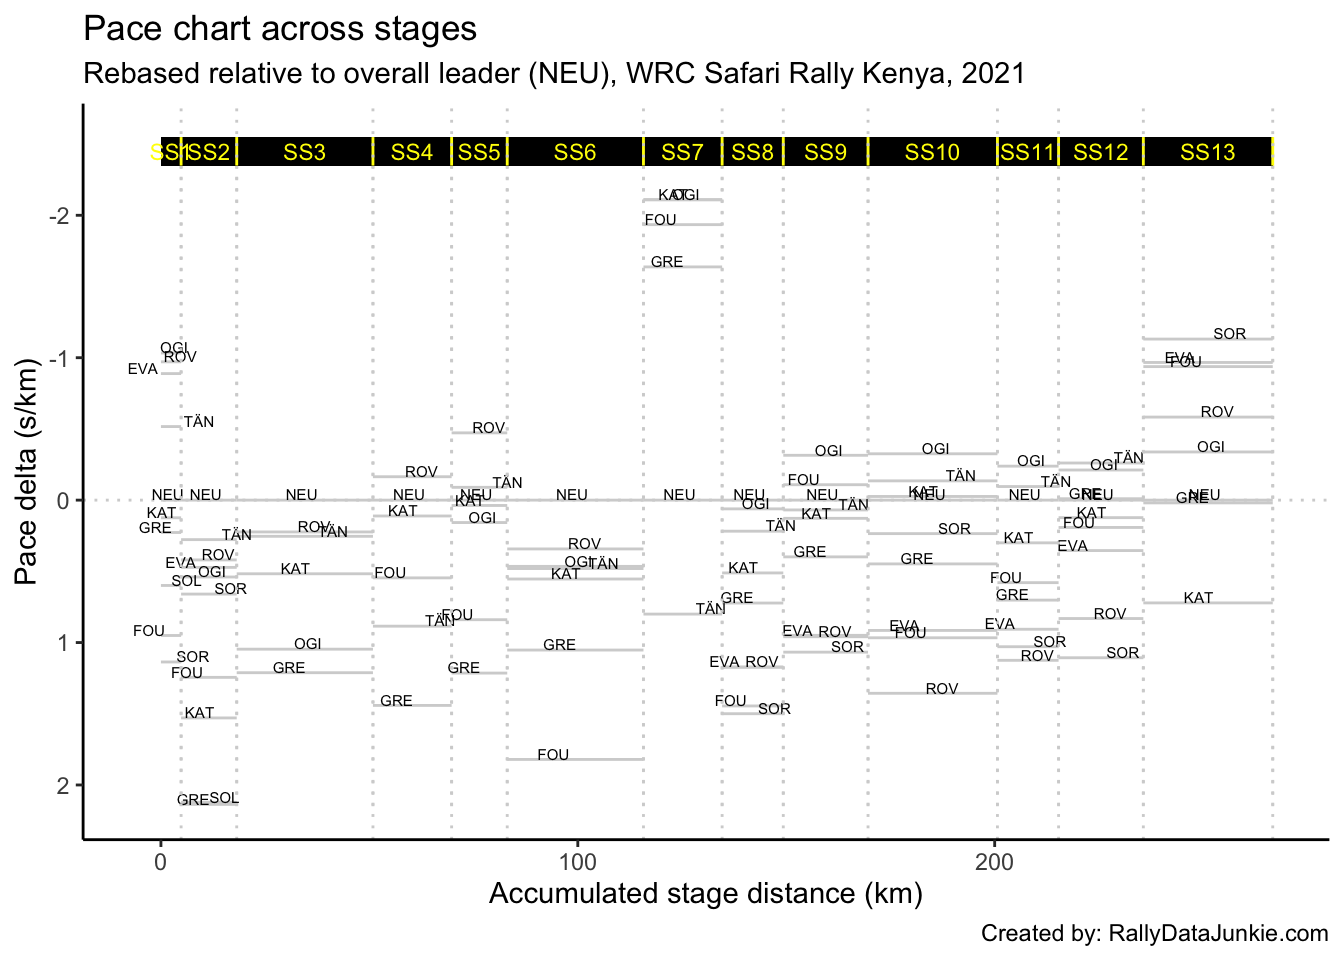 Pace chart across stages
Rebased relative to overall leader (NEU), WRC Safari Rally Kenya, 2021
SS1 SS2 SS3 SS4 SS5 SS6 SS7 SS8 SS9 SS10 SS11 SS12 SS13
KAT OGI
-2
FOU
GRE
SOR
OGI
-1 ROV EVA FOU
EVA
ROV
TÄN
ROV
OGI OGI OGI
ROV OGI TÄN OGI
TÄN FOU TÄN TÄN
0 NEU NEU NEU NEU NEU NEU NEU NEU NEU KAT NEU NEU GRE NEU GRE NEU
KAT KAT KAT OGI TÄN KAT
GRE TÄN ROV TÄN OGI TÄN KAT SOR KAT FOU
EVA ROV ROV GRE GRE EVA
SOL OGI KAT FOU OGI TÄN KAT KAT FOU
SOR TÄN GRE GRE KAT
FOU TÄN FOU EVA ROV EVA FOU EVA ROV
1 OGI GRE SOR SOR ROV SOR
SOR FOU GRE GRE EVA ROV
KAT GRE FOU SOR ROV
FOU
2 GRE SOL
Pace delta (s/km)
0 100 200
Accumulated stage distance (km)
Created by: RallyDataJunkie.com